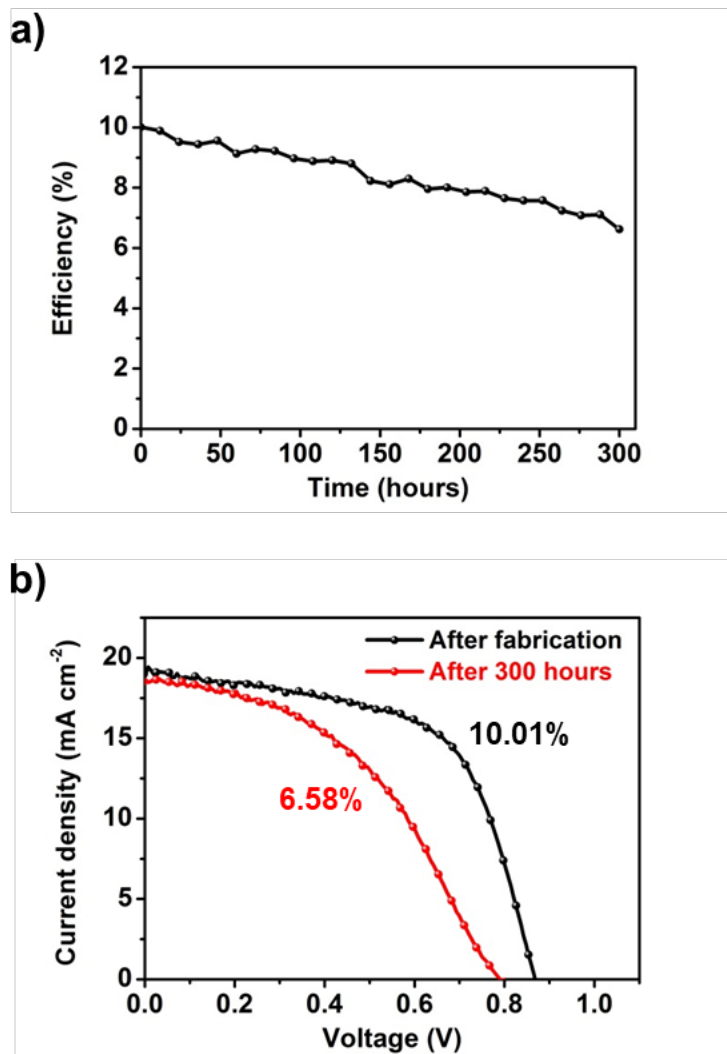 a)
12
10
8
6
4
2
0
Efficiency (%)
0 50 100 150 200 250 300
Time (hours)
b)
After fabrication
After 300 hours
20
15
10
5
0
Current density (mA cm⁻²)
10.01%
6.58%
0.0 0.2 0.4 0.6 0.8 1.0
Voltage (V)